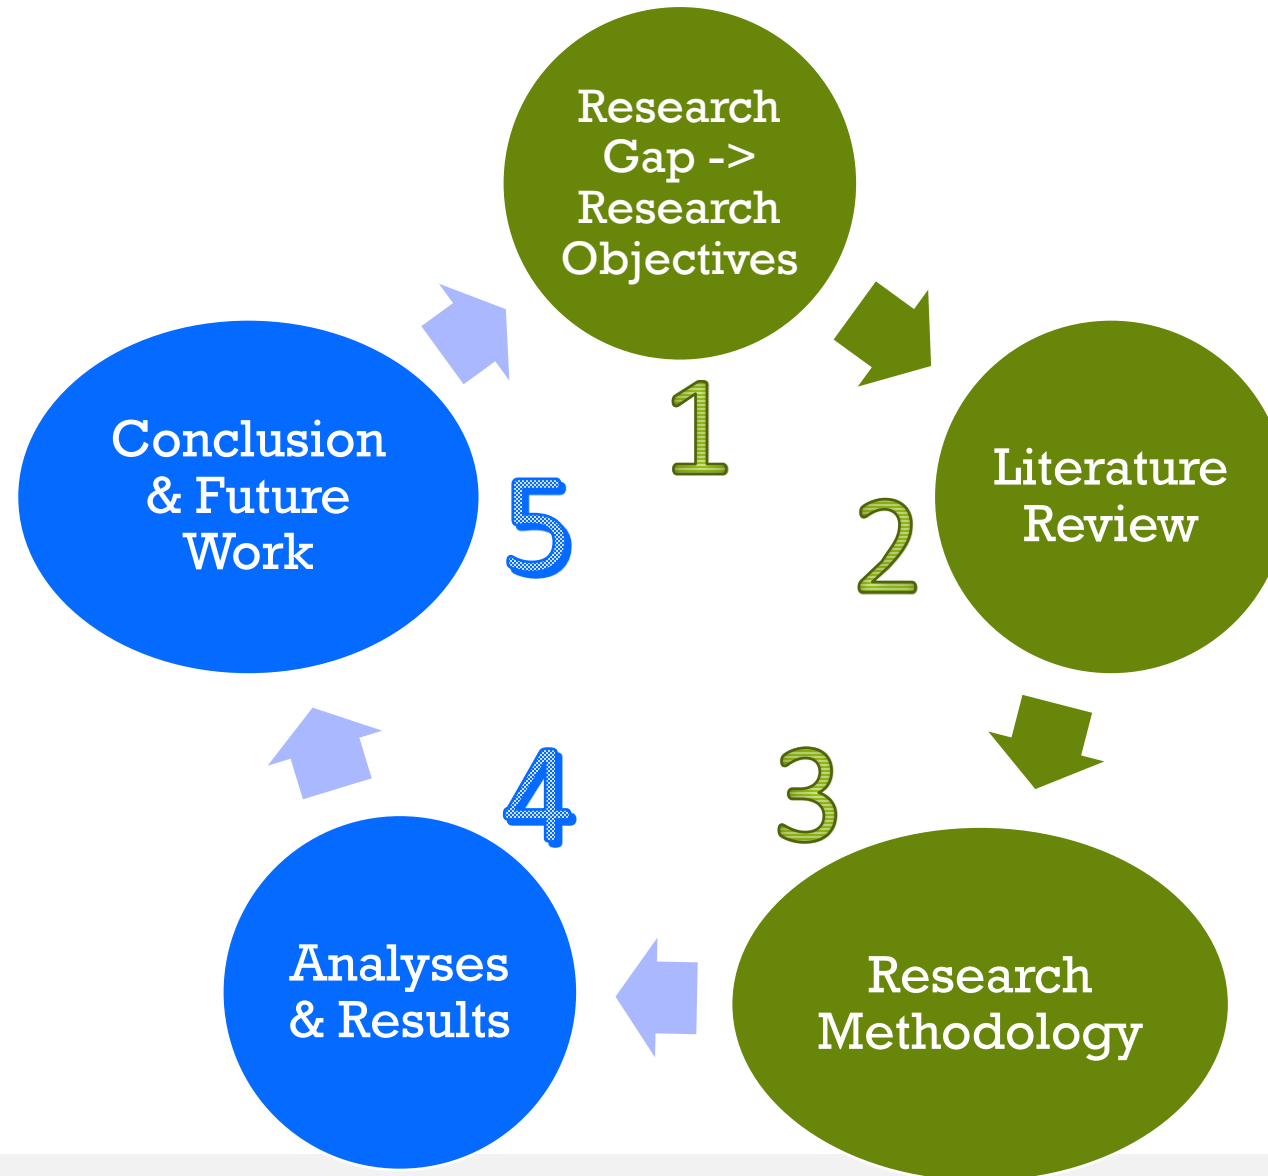 Research
Gap ->
Research
Objectives
1
Literature
Review
2
Research
Methodology
3
Analyses
& Results
4
Conclusion
& Future
Work
5